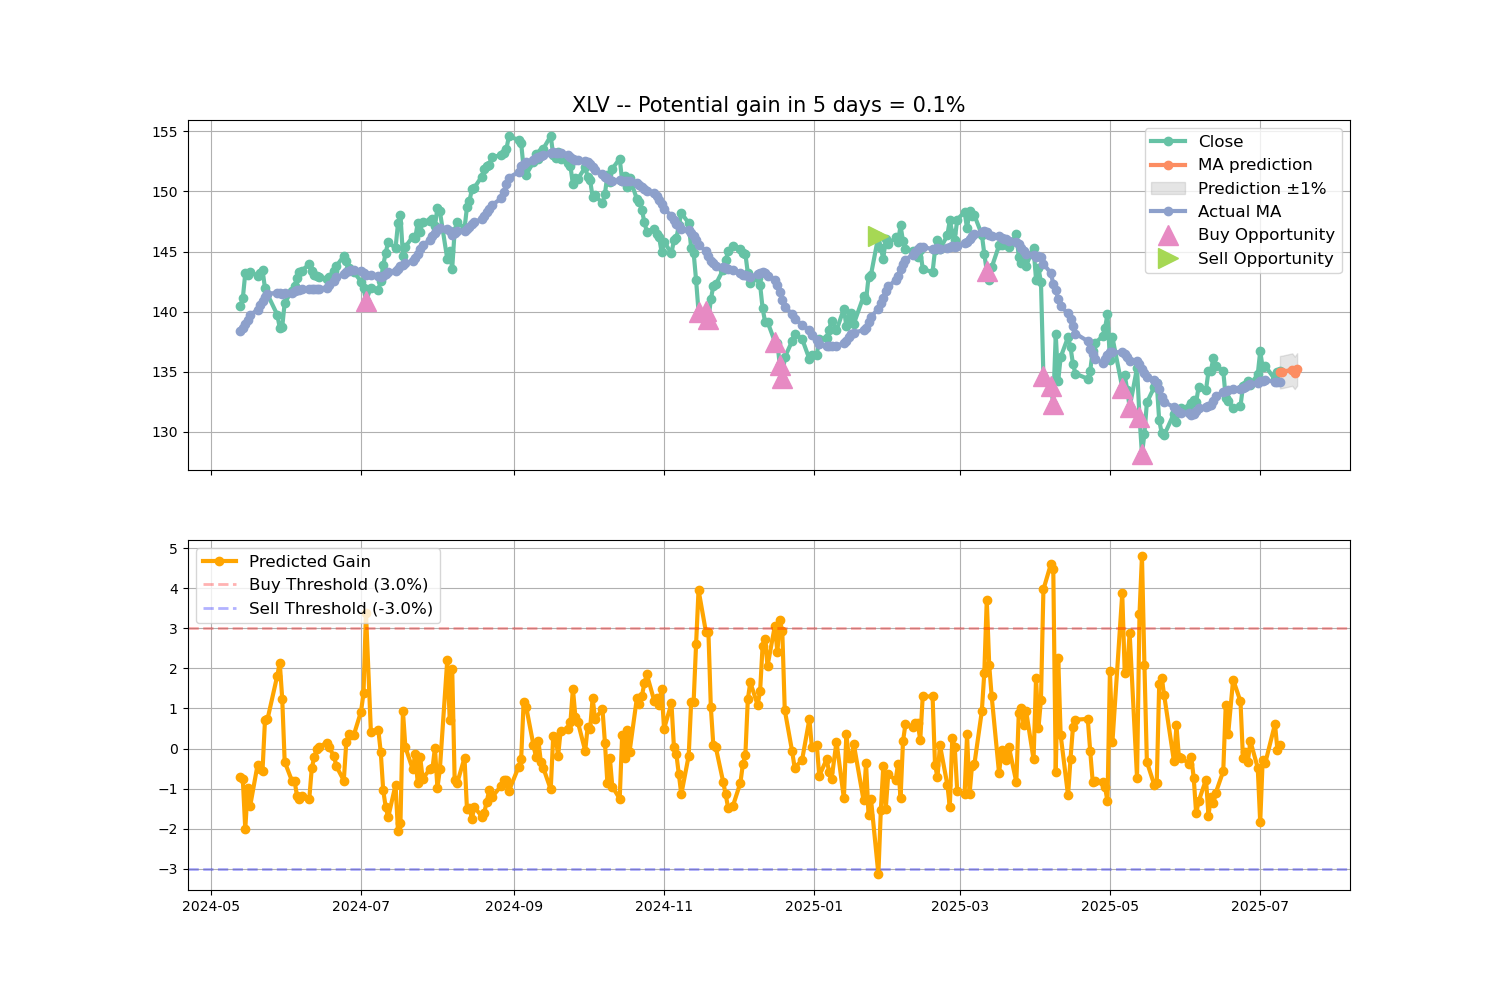 XLV -- Potential gain in 5 days = 0.1%
155
150
145
140
135
130
Close
MA prediction
Prediction ±1%
Actual MA
Buy Opportunity
Sell Opportunity
5
4
3
2
1
0
−1
−2
−3
Predicted Gain
Buy Threshold (3.0%)
Sell Threshold (-3.0%)
2024-05
2024-07
2024-09
2024-11
2025-01
2025-03
2025-05
2025-07